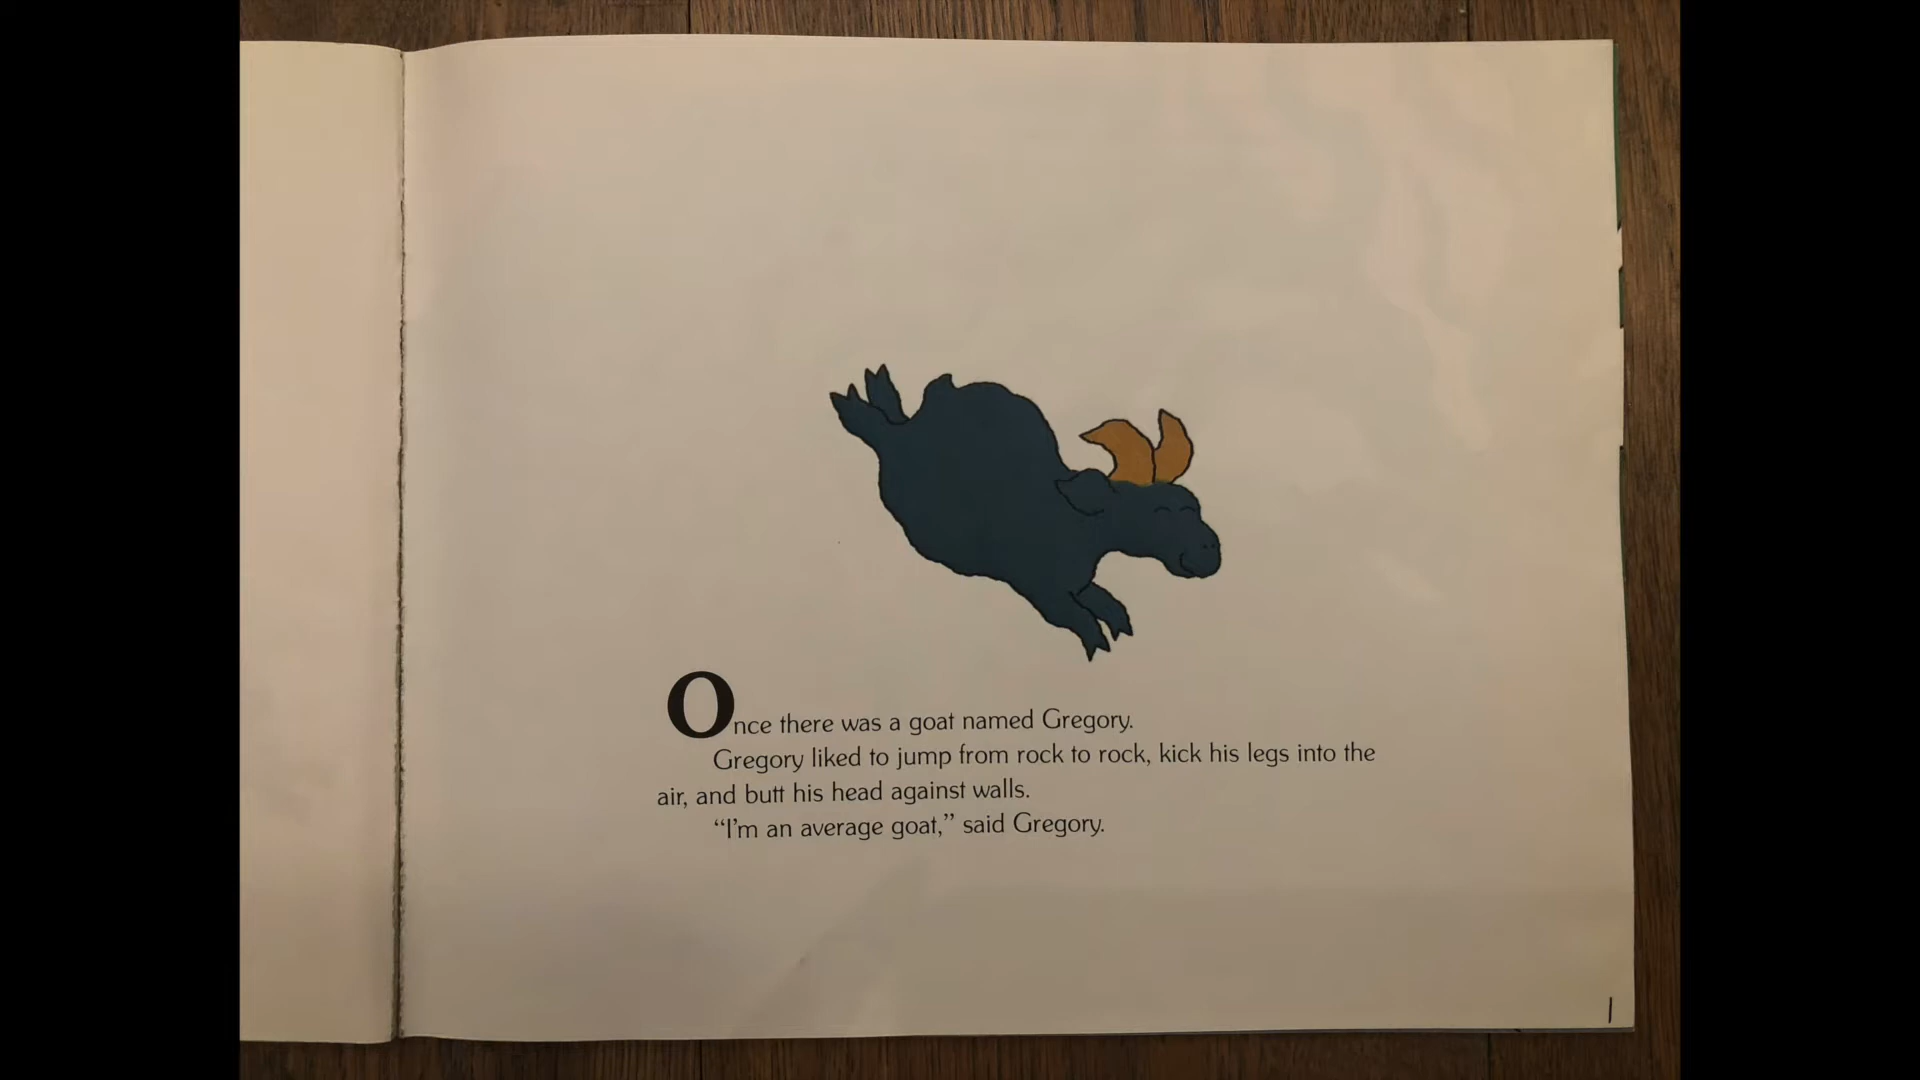 Once there was a goat named Gregory.
Gregory liked to jump from rock to rock, kick his legs into the
air, and butt his head against walls.
“I’m an average goat,” said Gregory.
1